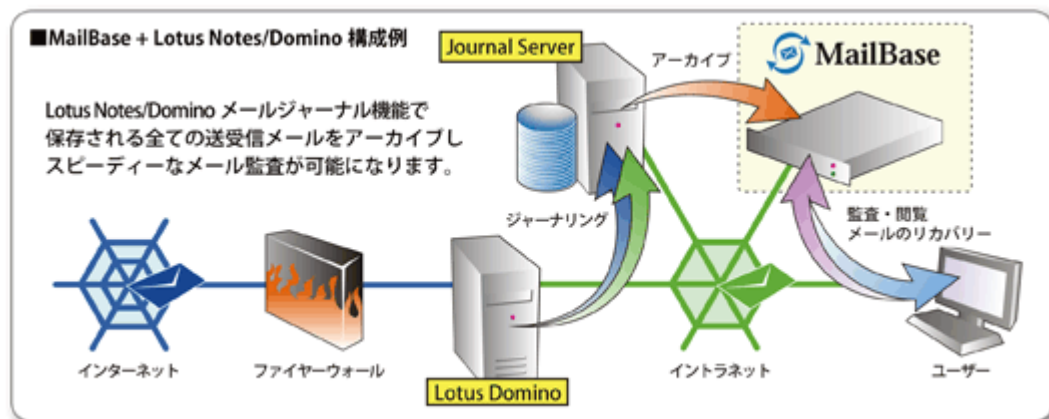 ■MailBase + Lotus Notes/Domino 構成例
Journal Server
アーカイブ
MailBase
Lotus Notes/Domino メールジャーナル機能で
保存される全ての送受信メールをアーカイブし
スピーディーなメール監査が可能になります。
ジャーナリング
監査・閲覧
メールのリカバリー
インターネット
ファイヤーウォール
Lotus Domino
イントラネット
ユーザー